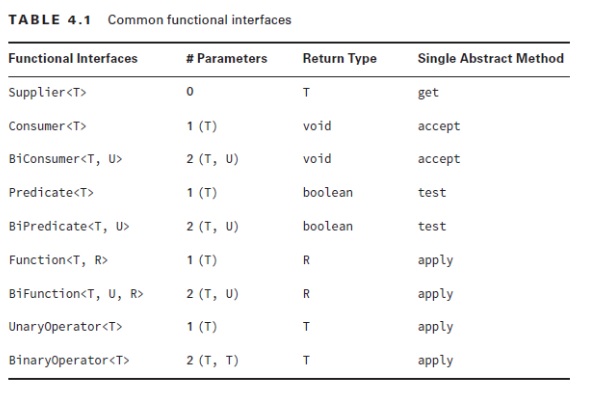 TABLE 4.1 Common functional interfaces
Functional Interfaces # Parameters Return Type Single Abstract Method
Supplier<T> 0 T get
Consumer<T> 1 (T) void accept
BiConsumer<T, U> 2 (T, U) void accept
Predicate<T> 1 (T) boolean test
BiPredicate<T, U> 2 (T, U) boolean test
Function<T, R> 1 (T) R apply
BiFunction<T, U, R> 2 (T, U) R apply
UnaryOperator<T> 1 (T) T apply
BinaryOperator<T> 2 (T, T) T apply